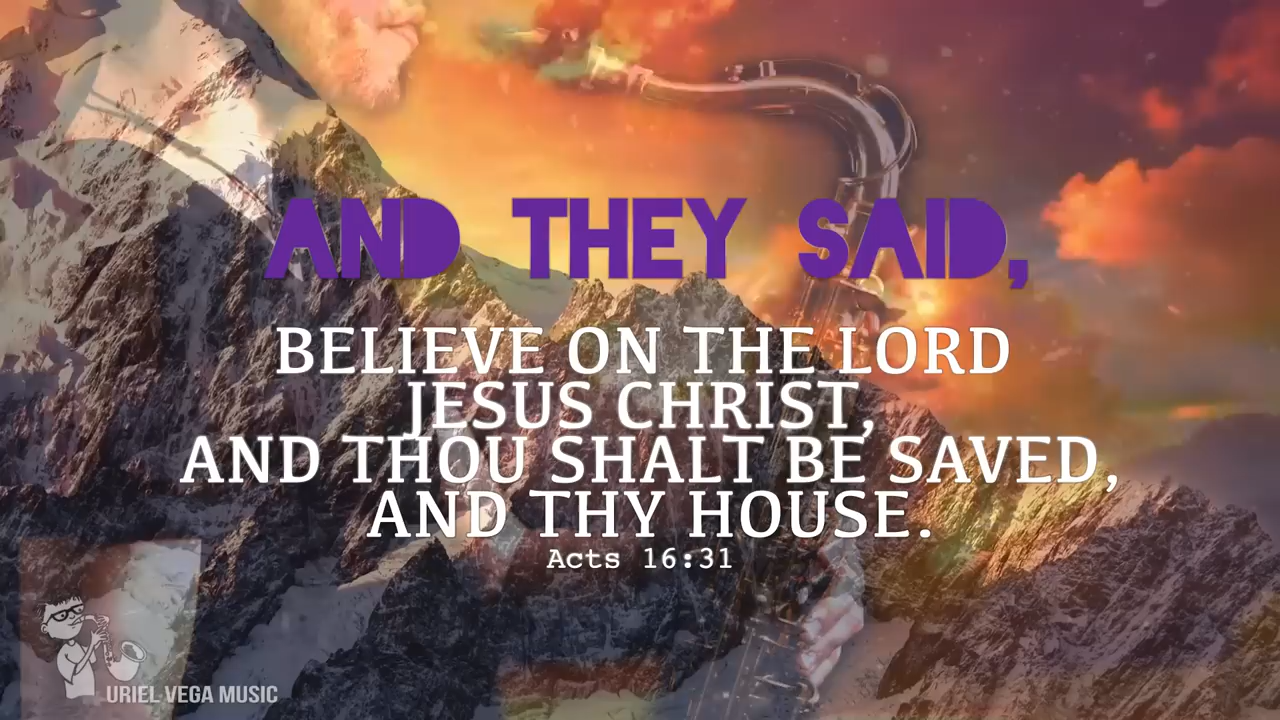 AND THEY SAID,
BELIEVE ON THE LORD
JESUS CHRIST,
AND THOU SHALT BE SAVED,
AND THY HOUSE.
Acts 16:31
URIEL VEGA MUSIC